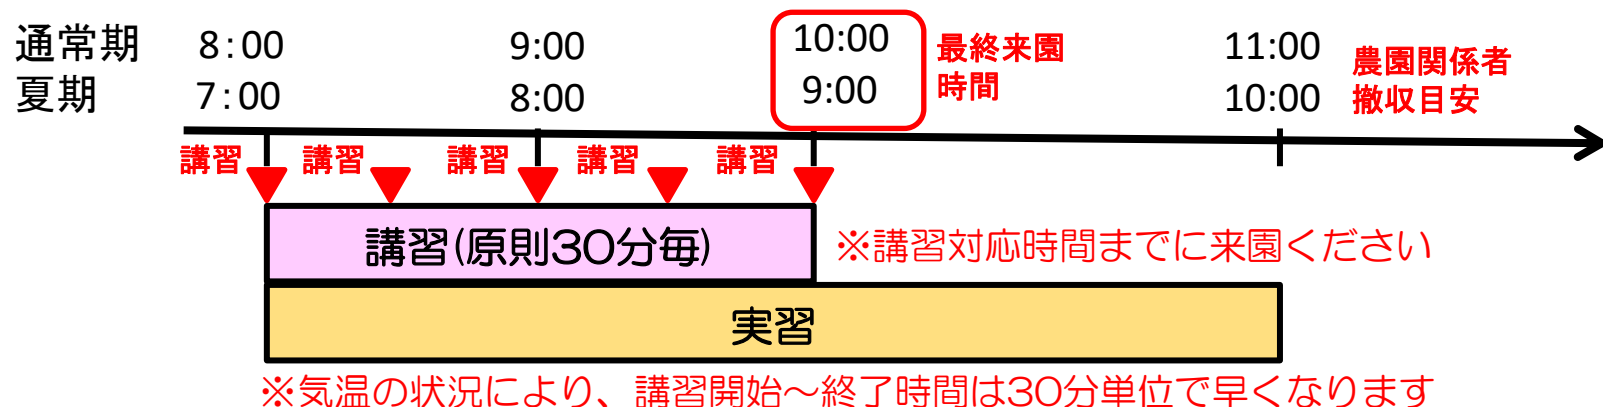 通常期 8:00 9:00 10:00 最終来園 11:00 農園関係者
夏期 7:00 8:00 9:00 時間 10:00 撤収目安
講習 講習 講習 講習 講習
講習(原則30分毎)
※講習対応時間までに来園ください
実習
※気温の状況により、講習開始～終了時間は30分単位で早くなります